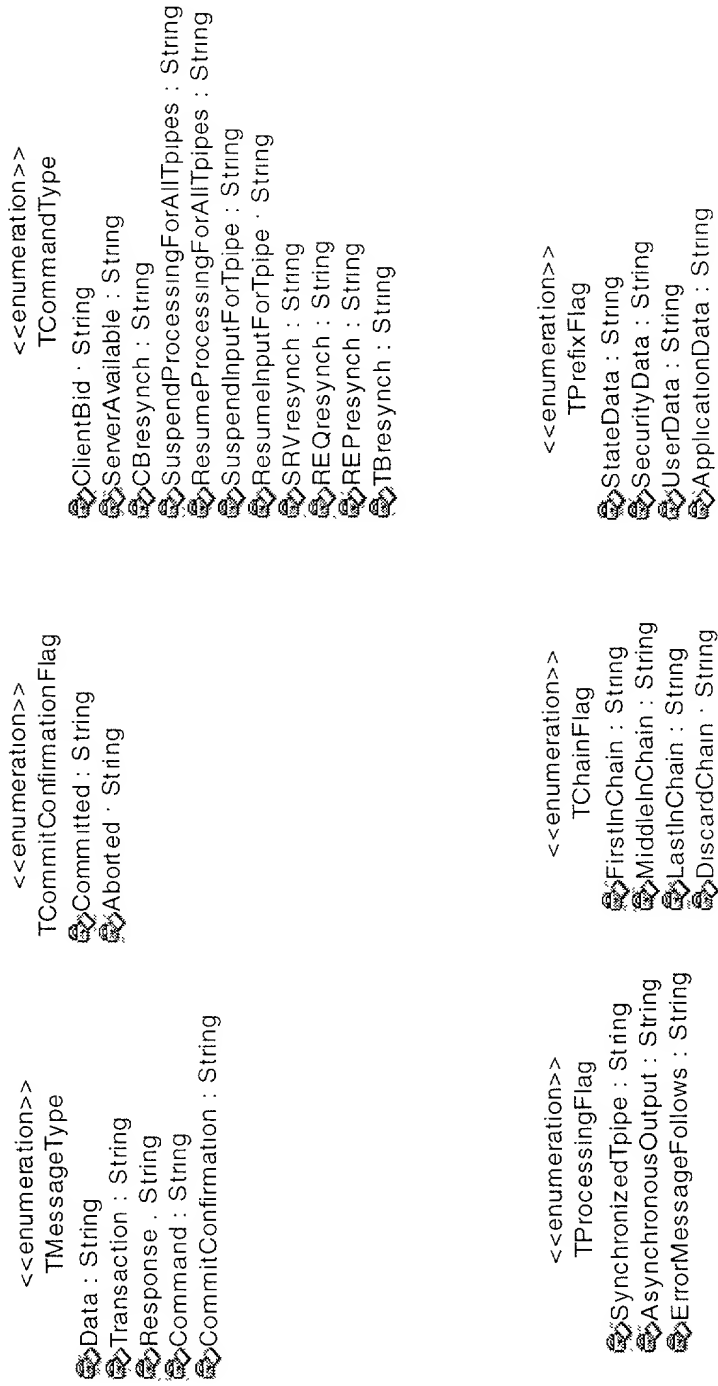 <<enumeration>>
TMessageType
Data : String
Transaction : String
Response . String
Command : String
CommitConfirmation : String
<<enumeration>>
TCommitConfirmationFlag
Committed : String
Aborted · String
<<enumeration>>
TCommandType
ClientBid · String
ServerAvailable : String
CBresynch : String
SuspendProcessingForAllTpipes : String
ResumeProcessingForAllTpipes : String
SuspendInputForTpipe : String
ResumeInputForTpipe · String
SRVresynch : String
REQresynch : String
REPresynch : String
TBresynch : String
<<enumeration>>
TProcessingFlag
SynchronizedTpipe : String
AsynchronousOutput : String
ErrorMessageFollows : String
<<enumeration>>
TChainFlag
FirstInChain : String
MiddleInChain : String
LastInChain : String
DiscardChain · String
<<enumeration>>
TPrefixFlag
StateData : String
SecurityData : String
UserData : String
ApplicationData : String